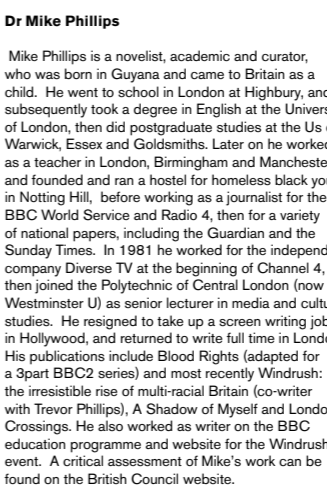 Dr Mike Phillips
Mike Phillips is a novelist, academic and curator,
who was born in Guyana and came to Britain as a
child. He went to school in London at Highbury, and
subsequently took a degree in English at the Univers
of London, then did postgraduate studies at the Us
Warwick, Essex and Goldsmiths. Later on he worked
as a teacher in London, Birmingham and Mancheste
and founded and ran a hostel for homeless black yo
in Notting Hill, before working as a journalist for the
BBC World Service and Radio 4, then for a variety
of national papers, including the Guardian and the
Sunday Times. In 1981 he worked for the independ
company Diverse TV at the beginning of Channel 4,
then joined the Polytechnic of Central London (now
Westminster U) as senior lecturer in media and cultu
studies. He resigned to take up a screen writing job
in Hollywood, and returned to write full time in Londo
His publications include Blood Rights (adapted for
a 3part BBC2 series) and most recently Windrush:
the irresistible rise of multi-racial Britain (co-writer
with Trevor Phillips), A Shadow of Myself and Londo
Crossings. He also worked as writer on the BBC
education programme and website for the Windrush
event. A critical assessment of Mike's work can be
found on the British Council website.